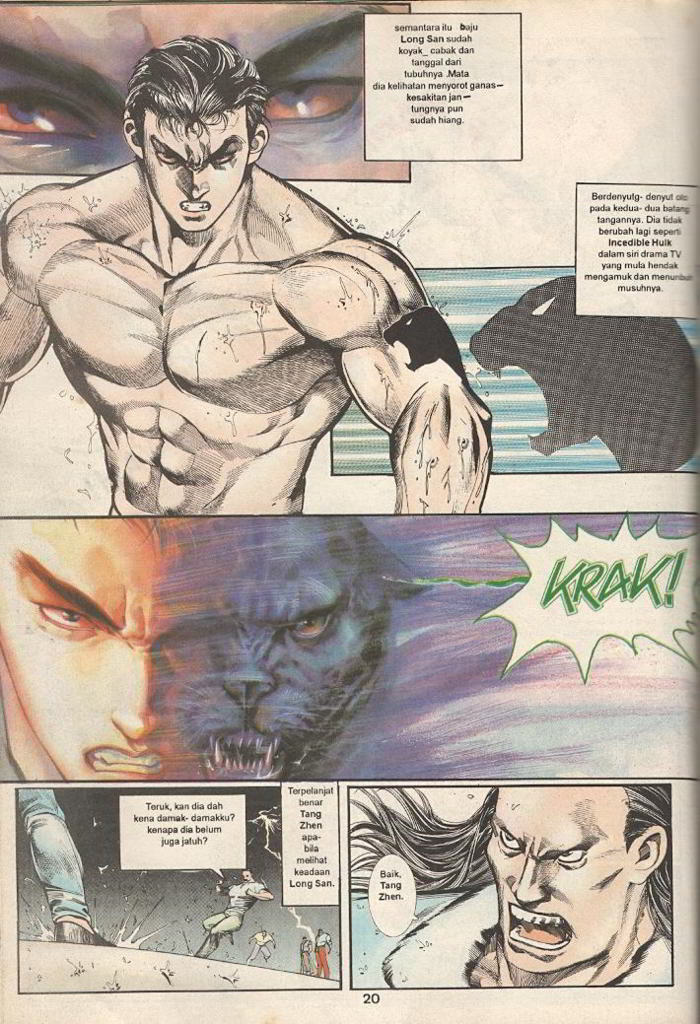 semantara itu baju
Long San sudah
koyak_ cabak dan
tanggal dari
tubuhnya .Mata
dia kelihatan menyorot ganas—
kesakitan jan—
tungnya pun
sudah hiang.
Berdenyutg- denyut
pada kedua- dua batang
tangannya. Dia tidak
berubah lagi seperti
Incedible Hulk
dalam siri drama TV
yang mula hendak
mengamuk dan
musuhnya.
KRAK!
Teruk, kan dia dah
kena damak- damakku?
kenapa dia belum
juga jatuh?
Terpelanjat
benar
Tang
Zhen
apa-
bila
melihat
keadaan
Long San.
Baik,
Tang
Zhen.
20